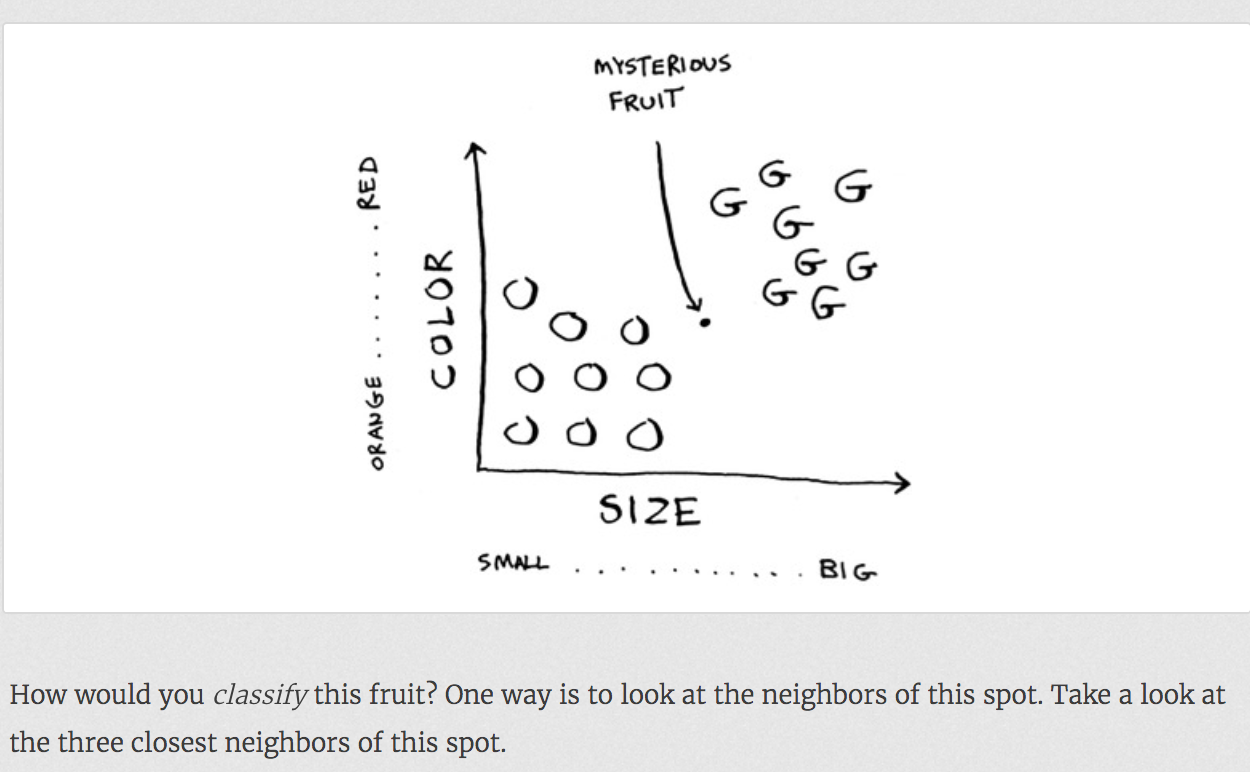 MYSTERIOUS
FRUIT
RED
.......
ORANGE
COLOR
G
G
G
G
G
G
G
G
O
O
O
O
O
O
O
O
O
SIZE
SMALL .......... BIG
How would you classify this fruit? One way is to look at the neighbors of this spot. Take a look at
the three closest neighbors of this spot.